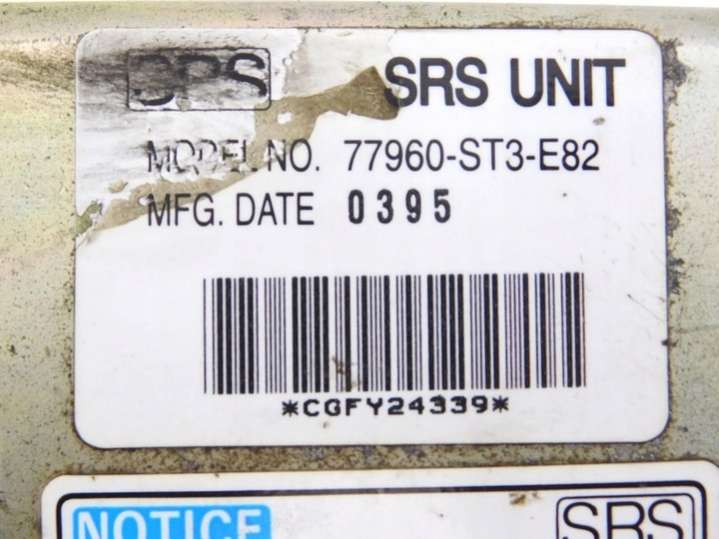 SRS SRS UNIT
MODEL NO. 77960-ST3-E82
MFG. DATE 0395
*CGFY24339*
NOTICE SRS